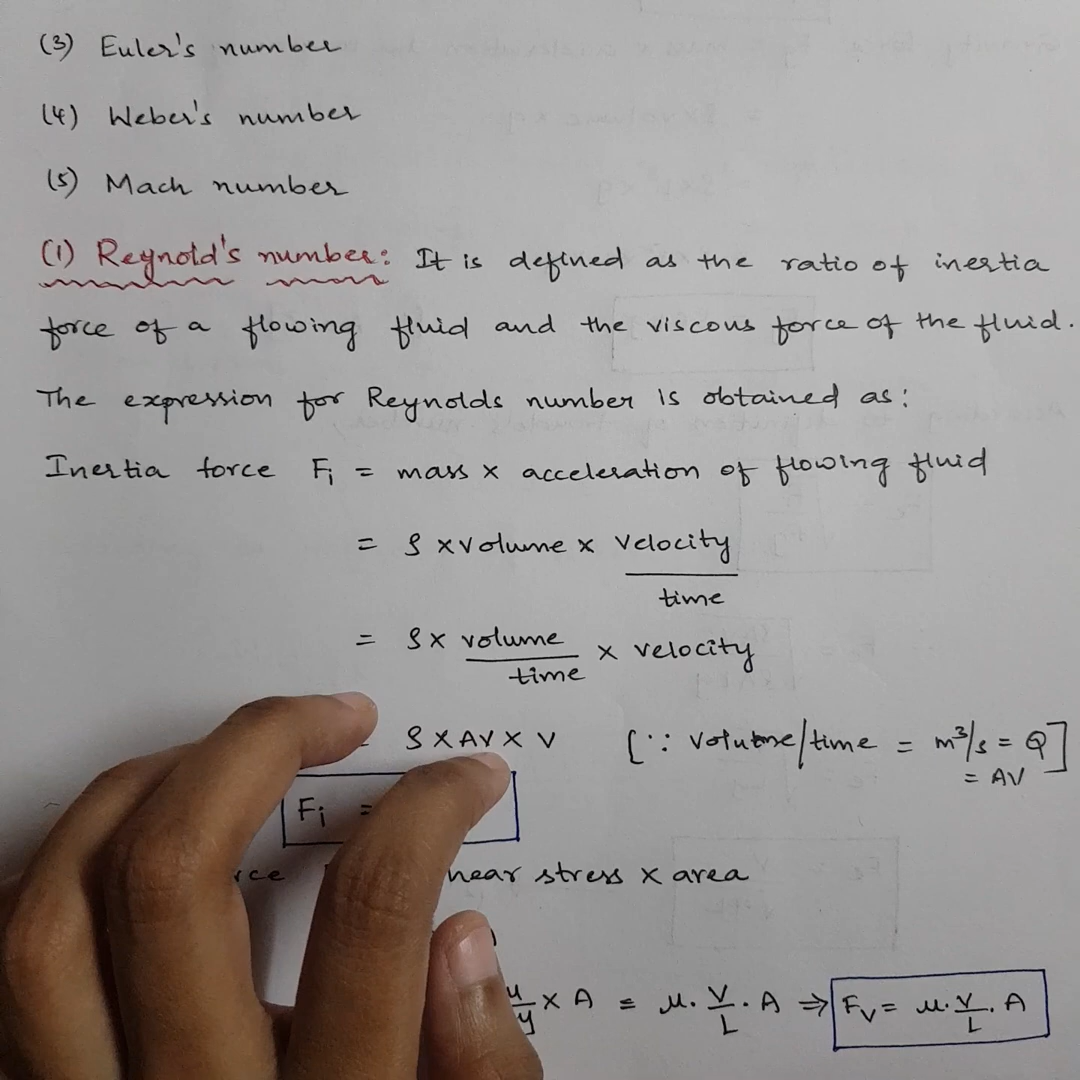 (3) Euler's number
(4) Weber's number
(5) Mach number
(1) Reynold's number: It is defined as the ratio of inertia
force of a flowing fluid and the viscous force of the fluid.
The expression for Reynolds number is obtained as:
Inertia force Fi = mass x acceleration of flowing fluid
= ρ x volume x velocity/time
= ρ x volume/time x velocity
ρ x AV x V [∵ volume/time = m³/s = Q]
= AV
Fi =
stress x area
x A = μ. V/L . A ⇒ Fv = μ. V/L . A